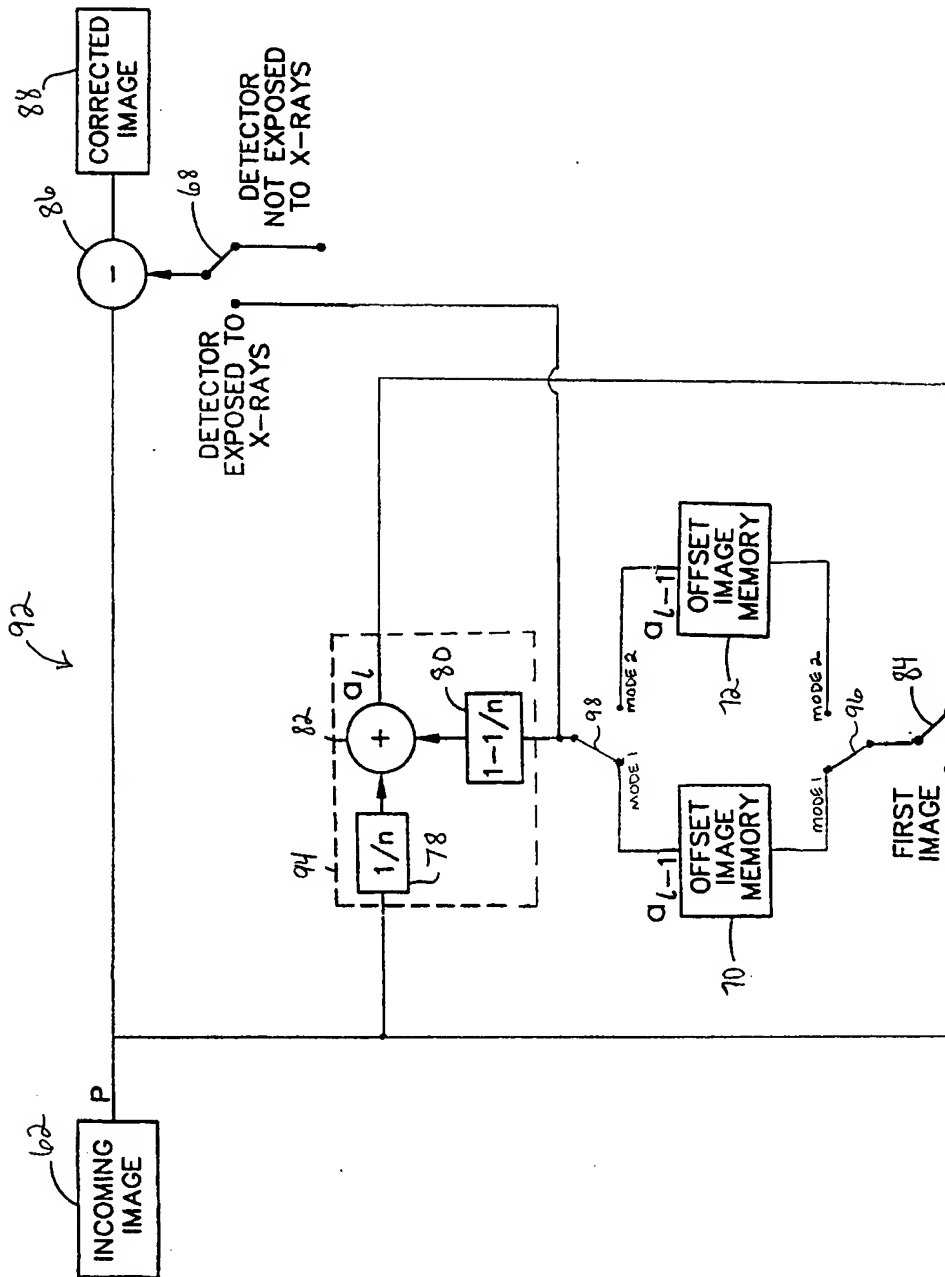 92
62
INCOMING
IMAGE
P
86
-
88
CORRECTED
IMAGE
68
DETECTOR
EXPOSED TO
X-RAYS
DETECTOR
NOT EXPOSED
TO X-RAYS
94
82
+
a_l
1/n
78
80
1-1/n
98
MODE 1
MODE 2
a_{l-1}
OFFSET
IMAGE
MEMORY
70
a_{l-1}
OFFSET
IMAGE
MEMORY
72
MODE 1
MODE 2
96
84
FIRST
IMAGE